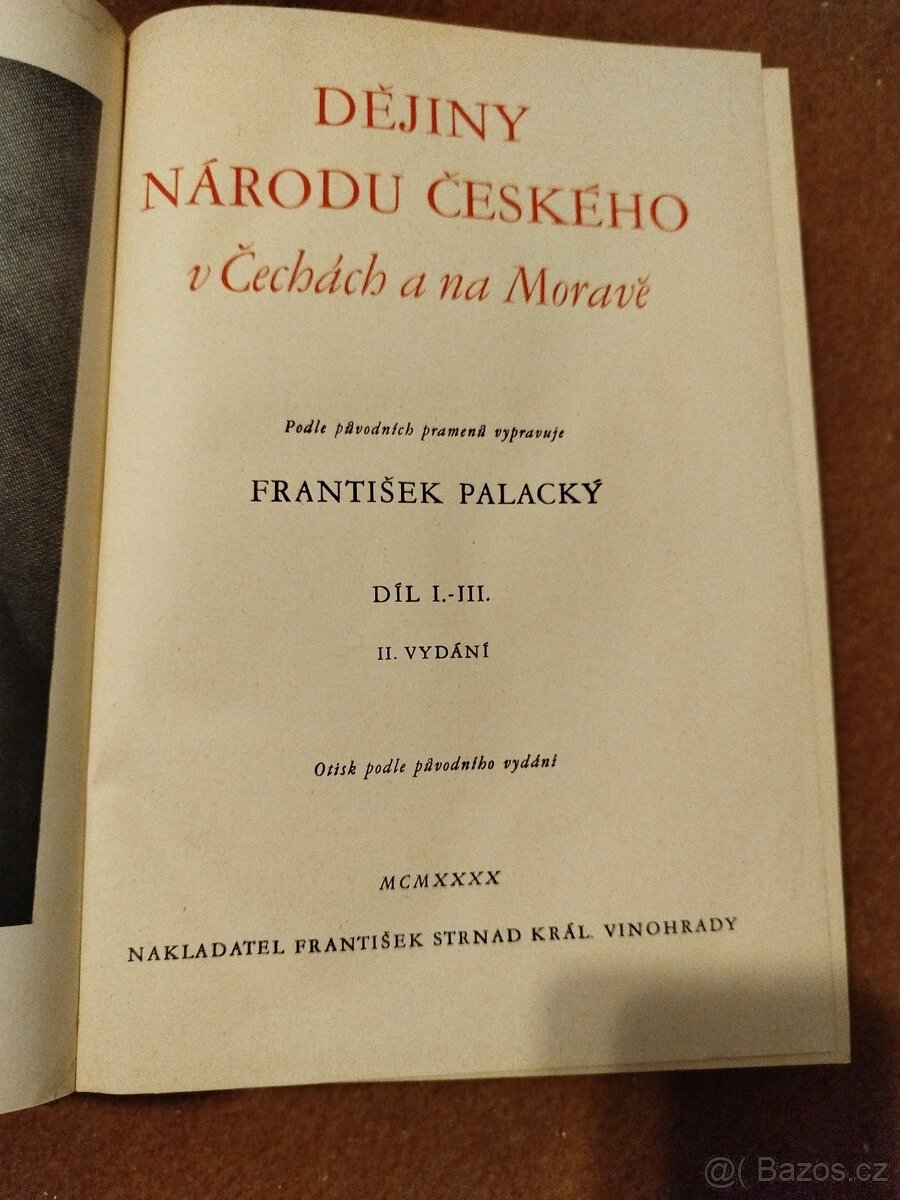 DĚJINY
NÁRODU ČESKÉHO
v Čechách a na Moravě
Podle původních pramenů vypravuje
FRANTIŠEK PALACKÝ
DÍL I.-III.
II. VYDÁNÍ
Otisk podle původního vydání
MCMXXXX
NAKLADATEL FRANTIŠEK STRNAD KRÁL. VINOHRADY
@( Bazos.cz